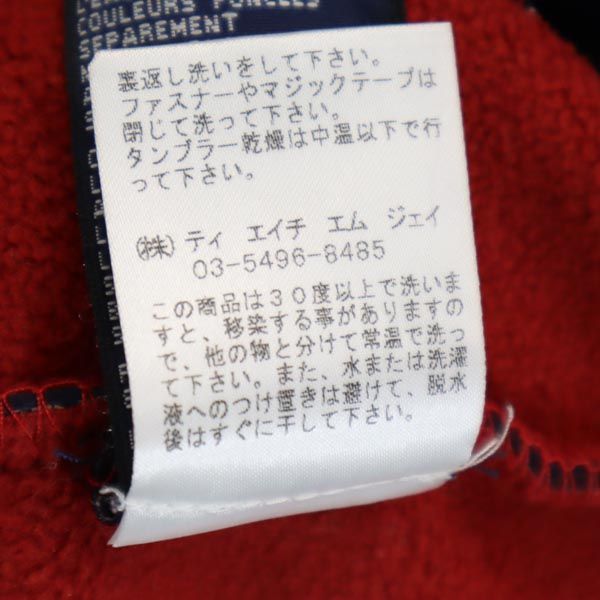 COULEURS FONCÉES
SÉPARÉMENT
裏返し洗いをして下さい。
ファスナーやマジックテープは
閉じて洗って下さい。
タンブラー乾燥は中温以下で行
って下さい。
㈱ ティ エイチ エム ジェイ
03-5496-8485
この商品は30度以上で洗いま
すと、移染する事がありますの
で、他の物と分けて常温で洗っ
て下さい。また、水または洗濯
液へのつけ置きは避けて、脱水
後はすぐに干して下さい。